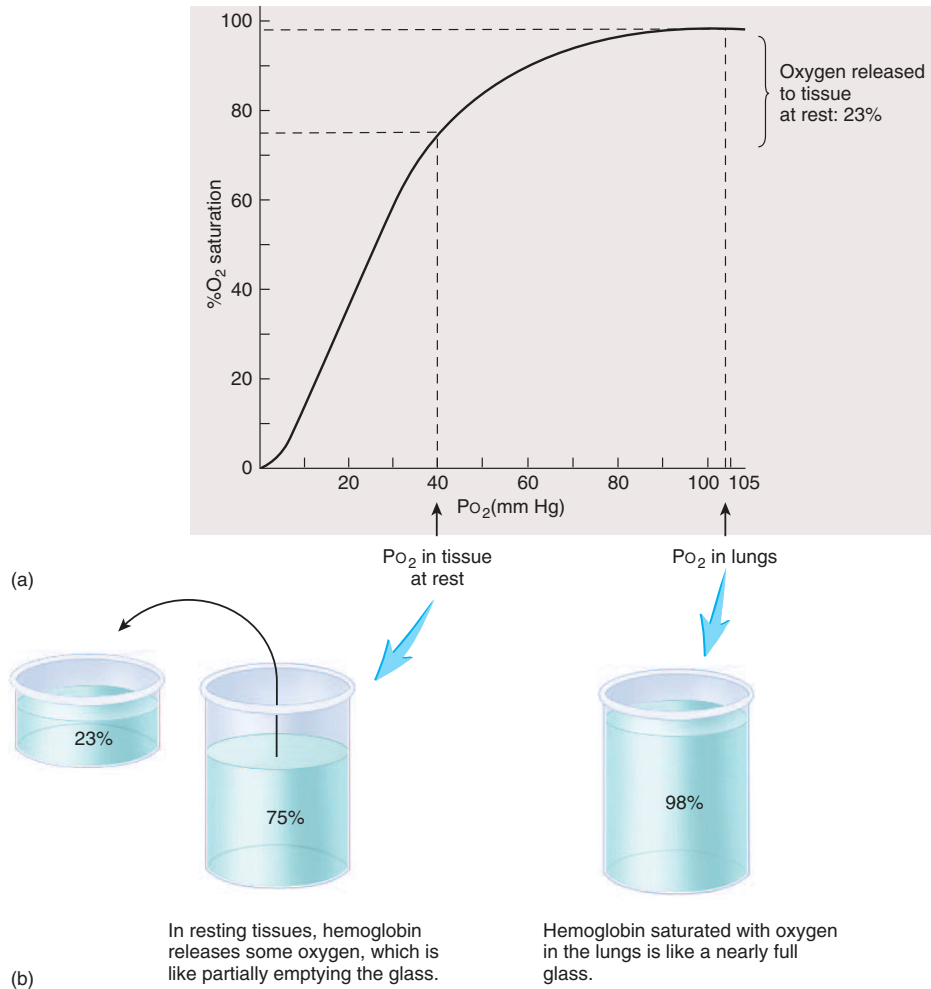 100
80
60
40
20
0
%O₂ saturation
Oxygen released
to tissue
at rest: 23%
20 40 60 80 100 105
PO₂(mm Hg)
PO₂ in tissue
at rest
PO₂ in lungs
(a)
23%
75%
98%
In resting tissues, hemoglobin
releases some oxygen, which is
like partially emptying the glass.
Hemoglobin saturated with oxygen
in the lungs is like a nearly full
glass.
(b)